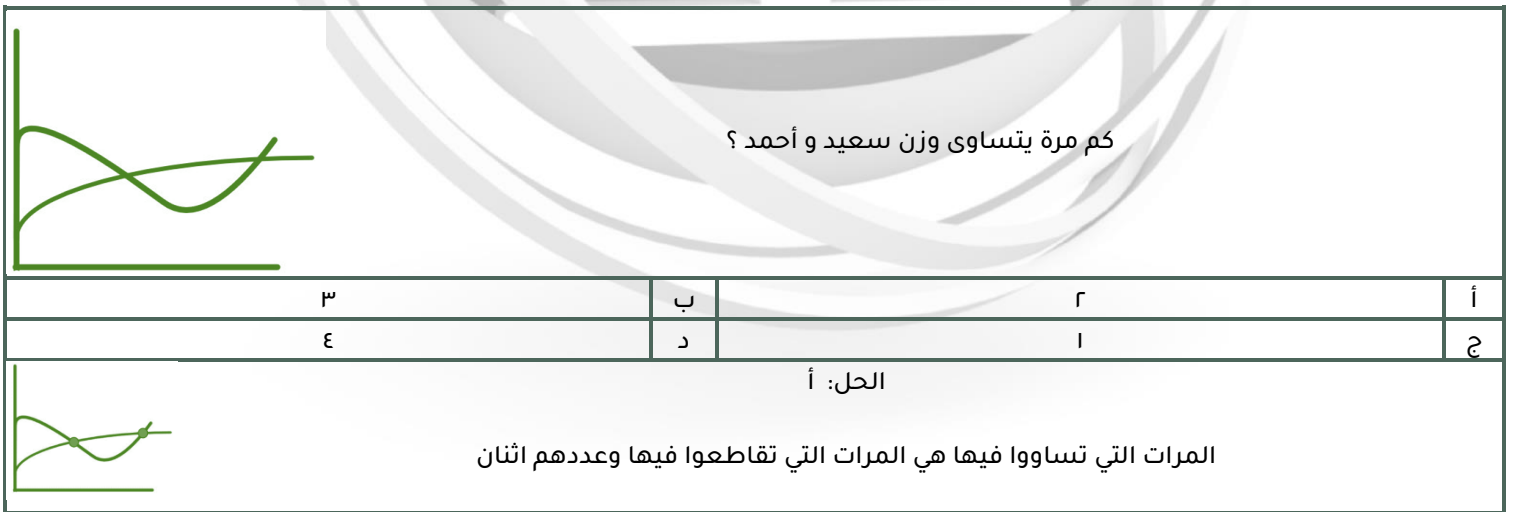 كم مرة يتساوى وزن سعيد و أحمد ؟
أ ٢ ب ٣
ج ١ د ٤
الحل: أ
المرات التي تساووا فيها هي المرات التي تقاطعوا فيها وعددهم اثنان